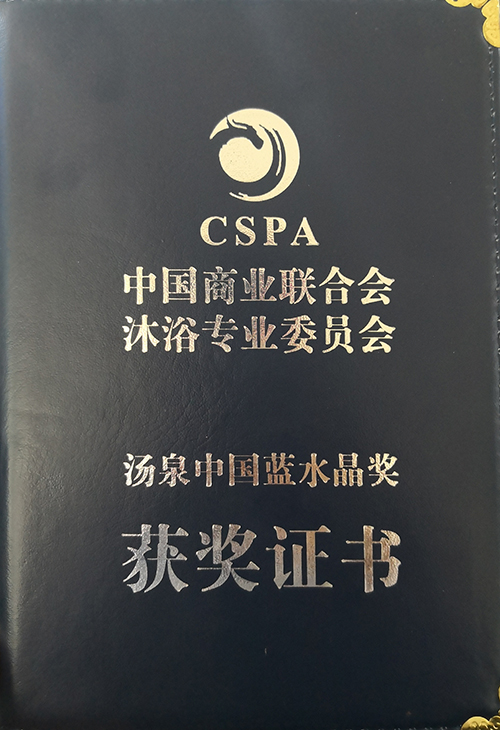 CSPA
中国商业联合会
沐浴专业委员会
汤泉中国蓝水晶奖
获奖证书